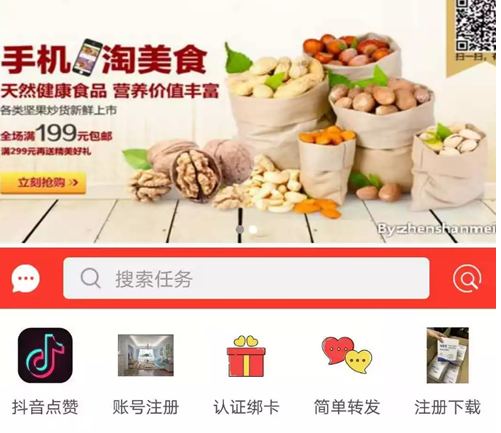 手机淘美食
天然健康食品 营养价值丰富
各类坚果炒货新鲜上市
全场满199元包邮
满299元再送精美好礼
立刻抢购>>
扫一扫,有
By:zhenshanmei
搜索任务
抖音点赞
账号注册
认证绑卡
简单转发
注册下载